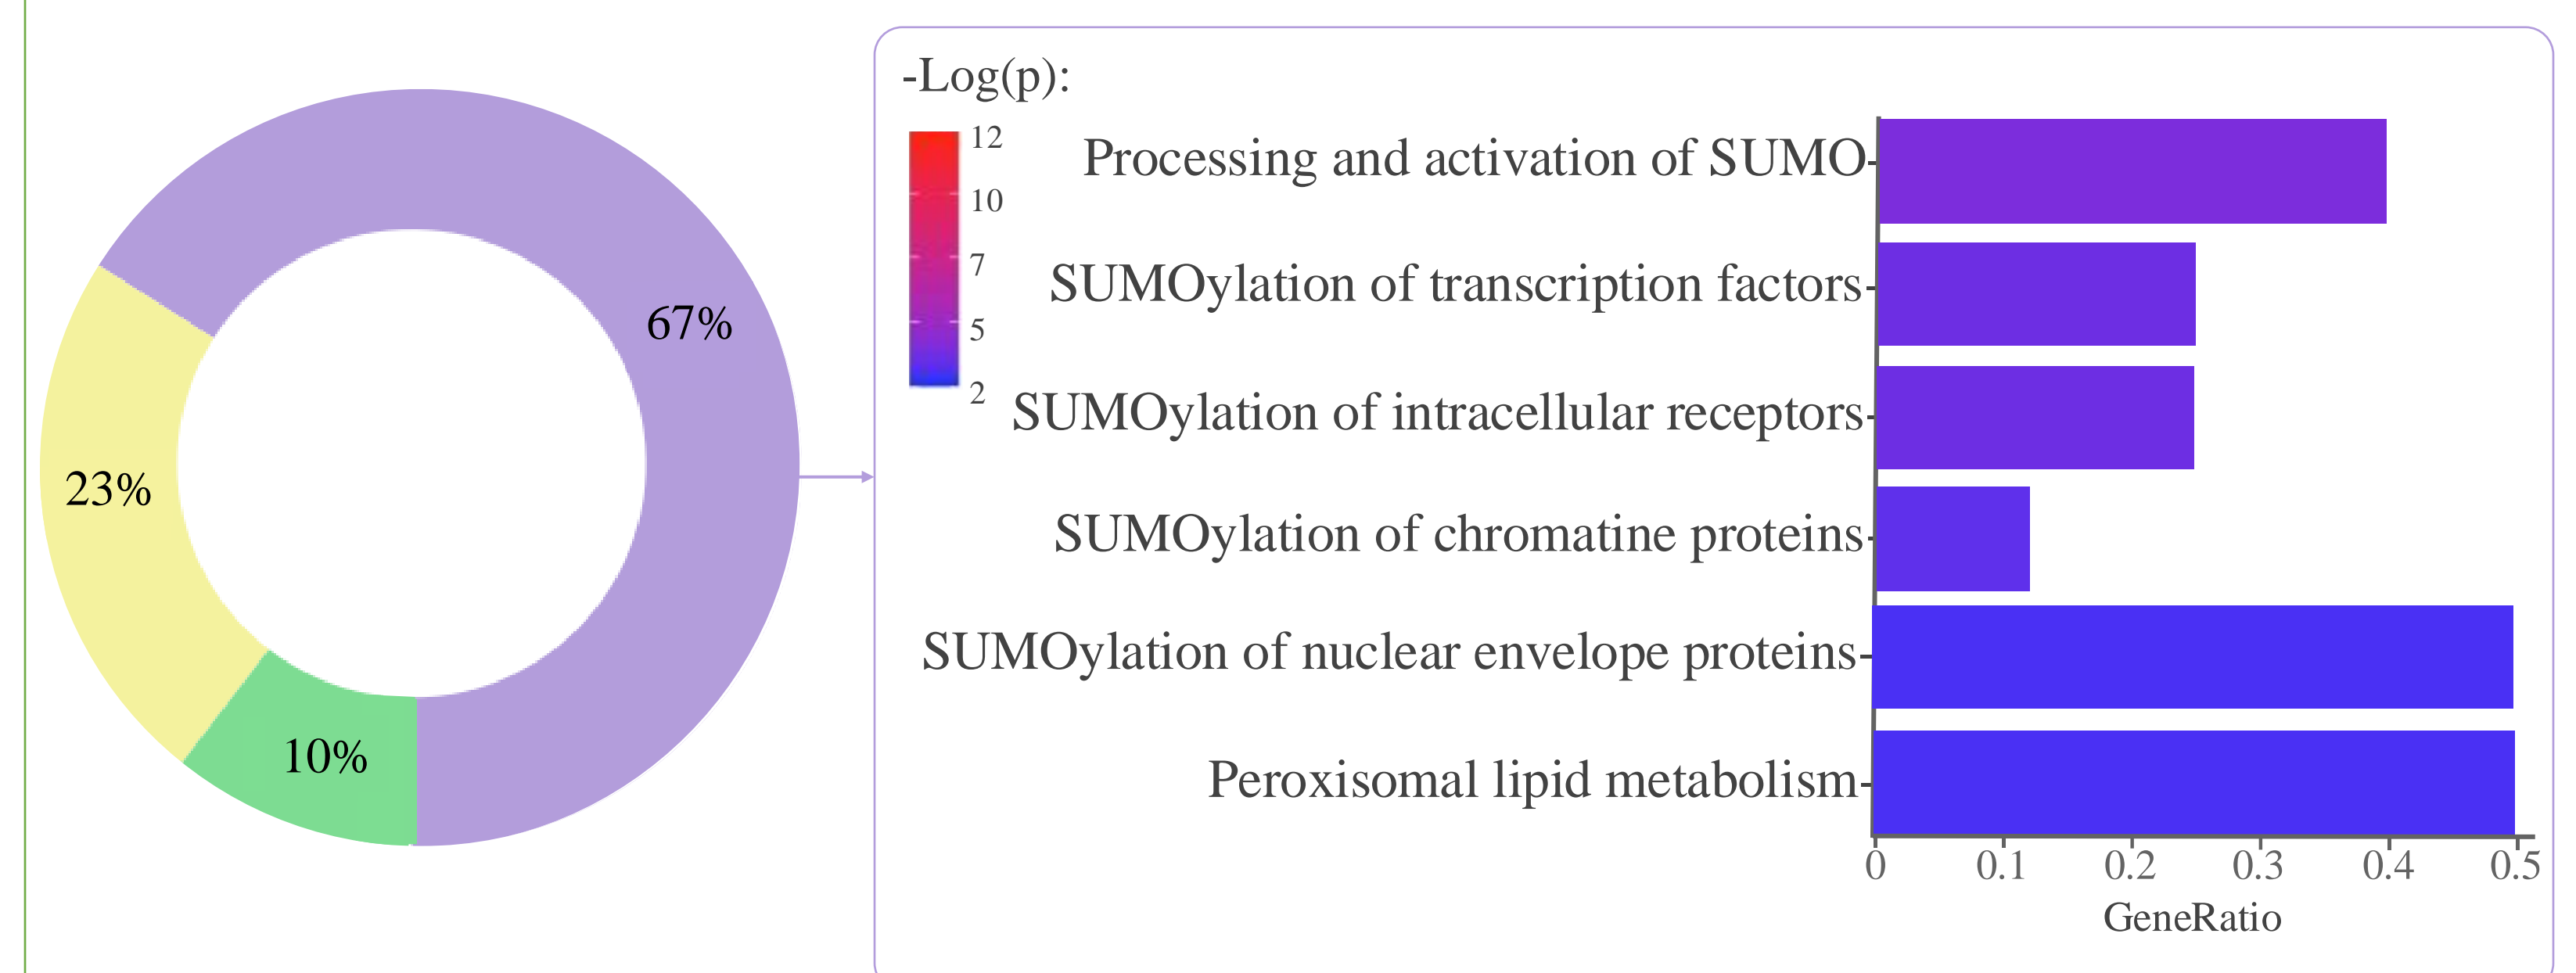 67%
23%
10%
-Log(p):
12
10
7
5
2
Processing and activation of SUMO
SUMOylation of transcription factors
SUMOylation of intracellular receptors
SUMOylation of chromatine proteins
SUMOylation of nuclear envelope proteins
Peroxisomal lipid metabolism
0 0.1 0.2 0.3 0.4 0.5
GeneRatio